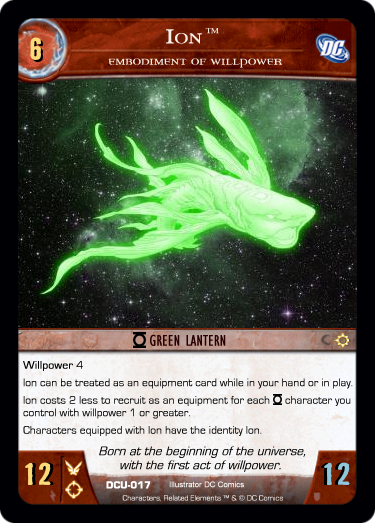 6
Ion™
EMBODIMENT OF WILLPOWER
DC
GREEN LANTERN
Willpower 4
Ion can be treated as an equipment card while in your hand or in play.
Ion costs 2 less to recruit as an equipment for each character you
control with willpower 1 or greater.
Characters equipped with Ion have the identity Ion.
Born at the beginning of the universe,
with the first act of willpower.
12
DCU-017 Illustrator DC Comics
Characters, Related Elements ™ & © DC Comics
12